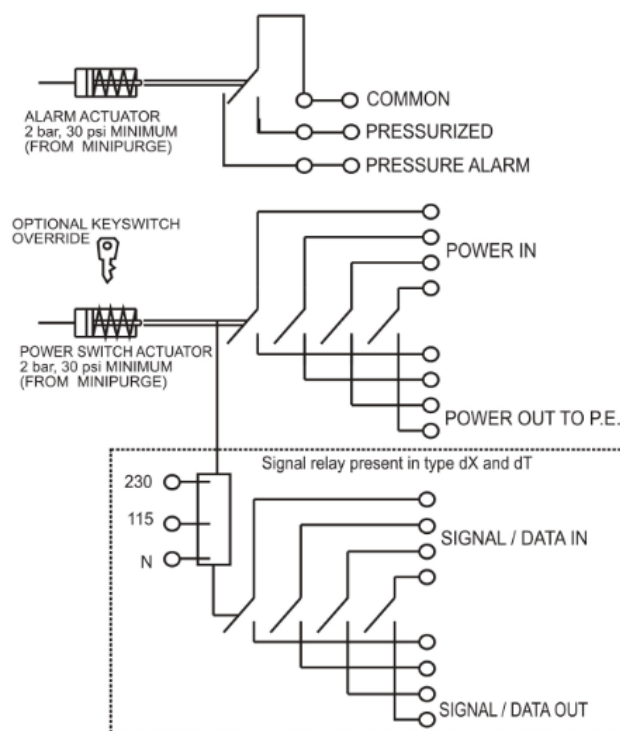 COMMON
ALARM ACTUATOR
2 bar, 30 psi MINIMUM
(FROM MINIPURGE)
PRESSURIZED
PRESSURE ALARM
OPTIONAL KEYSWITCH
OVERRIDE
POWER IN
POWER SWITCH ACTUATOR
2 bar, 30 psi MINIMUM
(FROM MINIPURGE)
POWER OUT TO P.E.
Signal relay present in type dX and dT
230
115
N
SIGNAL / DATA IN
SIGNAL / DATA OUT